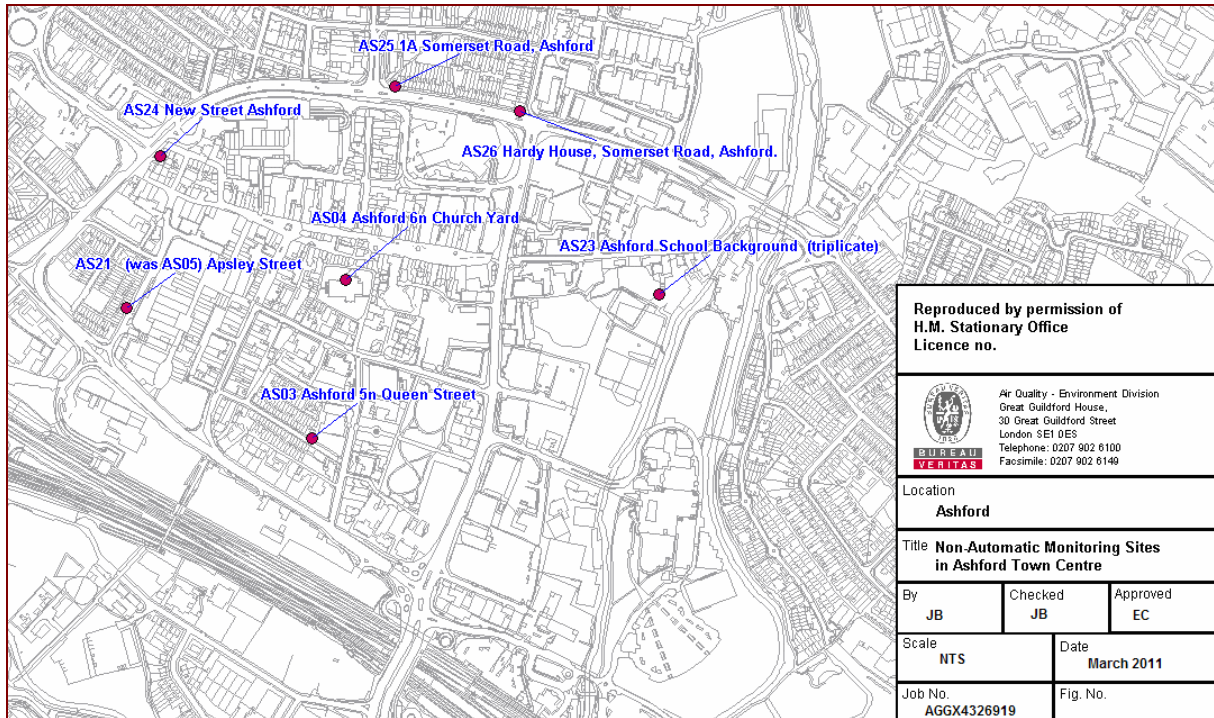 AS25 1A Somerset Road, Ashford
AS24 New Street Ashford
AS26 Hardy House, Somerset Road, Ashford.
AS04 Ashford 6n Church Yard
AS23 Ashford School Background (triplicate)
AS21 (was AS05) Apsley Street
AS03 Ashford 5n Queen Street
Reproduced by permission of
H.M. Stationary Office
Licence no.
BUREAU VERITAS
1828
BUREAU
VERITAS
Air Quality - Environment Division
Great Guildford House,
30 Great Guildford Street
London SE1 0ES
Telephone: 0207 902 6100
Facsimile: 0207 902 6149
Location
Ashford
Title Non-Automatic Monitoring Sites
in Ashford Town Centre
By
JB
Checked
JB
Approved
EC
Scale
NTS
Date
March 2011
Job No.
AGGX4326919
Fig. No.